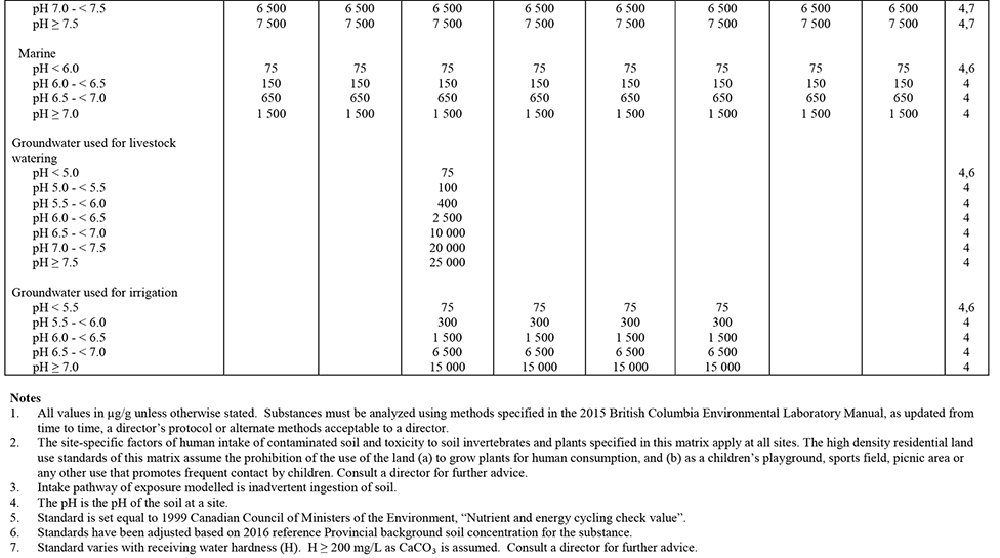 pH 7.0 - < 7.5 6 500 6 500 6 500 6 500 6 500 6 500 6 500 6 500 4,7
pH ≥ 7.5 7 500 7 500 7 500 7 500 7 500 7 500 7 500 7 500 4,7
Marine
pH < 6.0 75 75 75 75 75 75 75 75 4,6
pH 6.0 - < 6.5 150 150 150 150 150 150 150 150 4
pH 6.5 - < 7.0 650 650 650 650 650 650 650 650 4
pH ≥ 7.0 1 500 1 500 1 500 1 500 1 500 1 500 1 500 1 500 4
Groundwater used for livestock
watering
pH < 5.0 75 4,6
pH 5.0 - < 5.5 100 4
pH 5.5 - < 6.0 400 4
pH 6.0 - < 6.5 2 500 4
pH 6.5 - < 7.0 10 000 4
pH 7.0 - < 7.5 20 000 4
pH ≥ 7.5 25 000 4
Groundwater used for irrigation
pH < 5.5 75 75 75 75 4,6
pH 5.5 - < 6.0 300 300 300 300 4
pH 6.0 - < 6.5 1 500 1 500 1 500 1 500 4
pH 6.5 - < 7.0 6 500 6 500 6 500 6 500 4
pH ≥ 7.0 15 000 15 000 15 000 15 000 4
Notes
1. All values in µg/g unless otherwise stated. Substances must be analyzed using methods specified in the 2015 British Columbia Environmental Laboratory Manual, as updated from
time to time, a director's protocol or alternate methods acceptable to a director.
2. The site-specific factors of human intake of contaminated soil and toxicity to soil invertebrates and plants specified in this matrix apply at all sites. The high density residential land
use standards of this matrix assume the prohibition of the use of the land (a) to grow plants for human consumption, and (b) as a children's playground, sports field, picnic area or
any other use that promotes frequent contact by children. Consult a director for further advice.
3. Intake pathway of exposure modelled is inadvertent ingestion of soil.
4. The pH is the pH of the soil at a site.
5. Standard is set equal to 1999 Canadian Council of Ministers of the Environment, "Nutrient and energy cycling check value".
6. Standards have been adjusted based on 2016 reference Provincial background soil concentration for the substance.
7. Standard varies with receiving water hardness (H). H ≥ 200 mg/L as CaCO₃ is assumed. Consult a director for further advice.